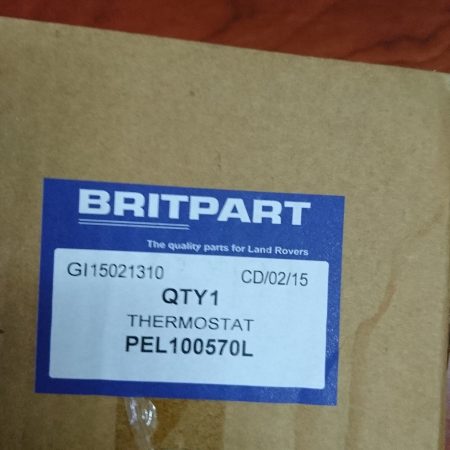 BRITPART
The quality parts for Land Rovers
GI15021310 CD/02/15
QTY1
THERMOSTAT
PEL100570L